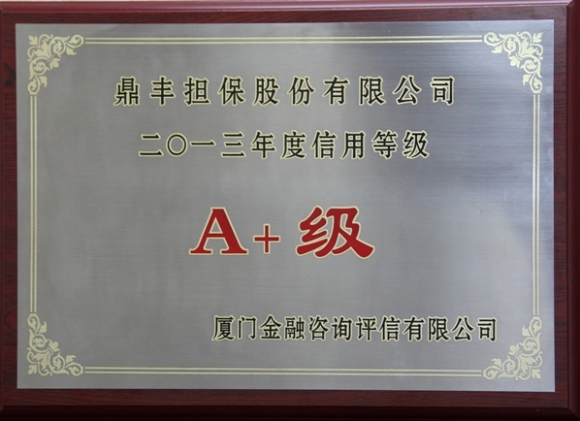 鼎丰担保股份有限公司
二〇一三年度信用等级
A+级
厦门金融咨询评信有限公司